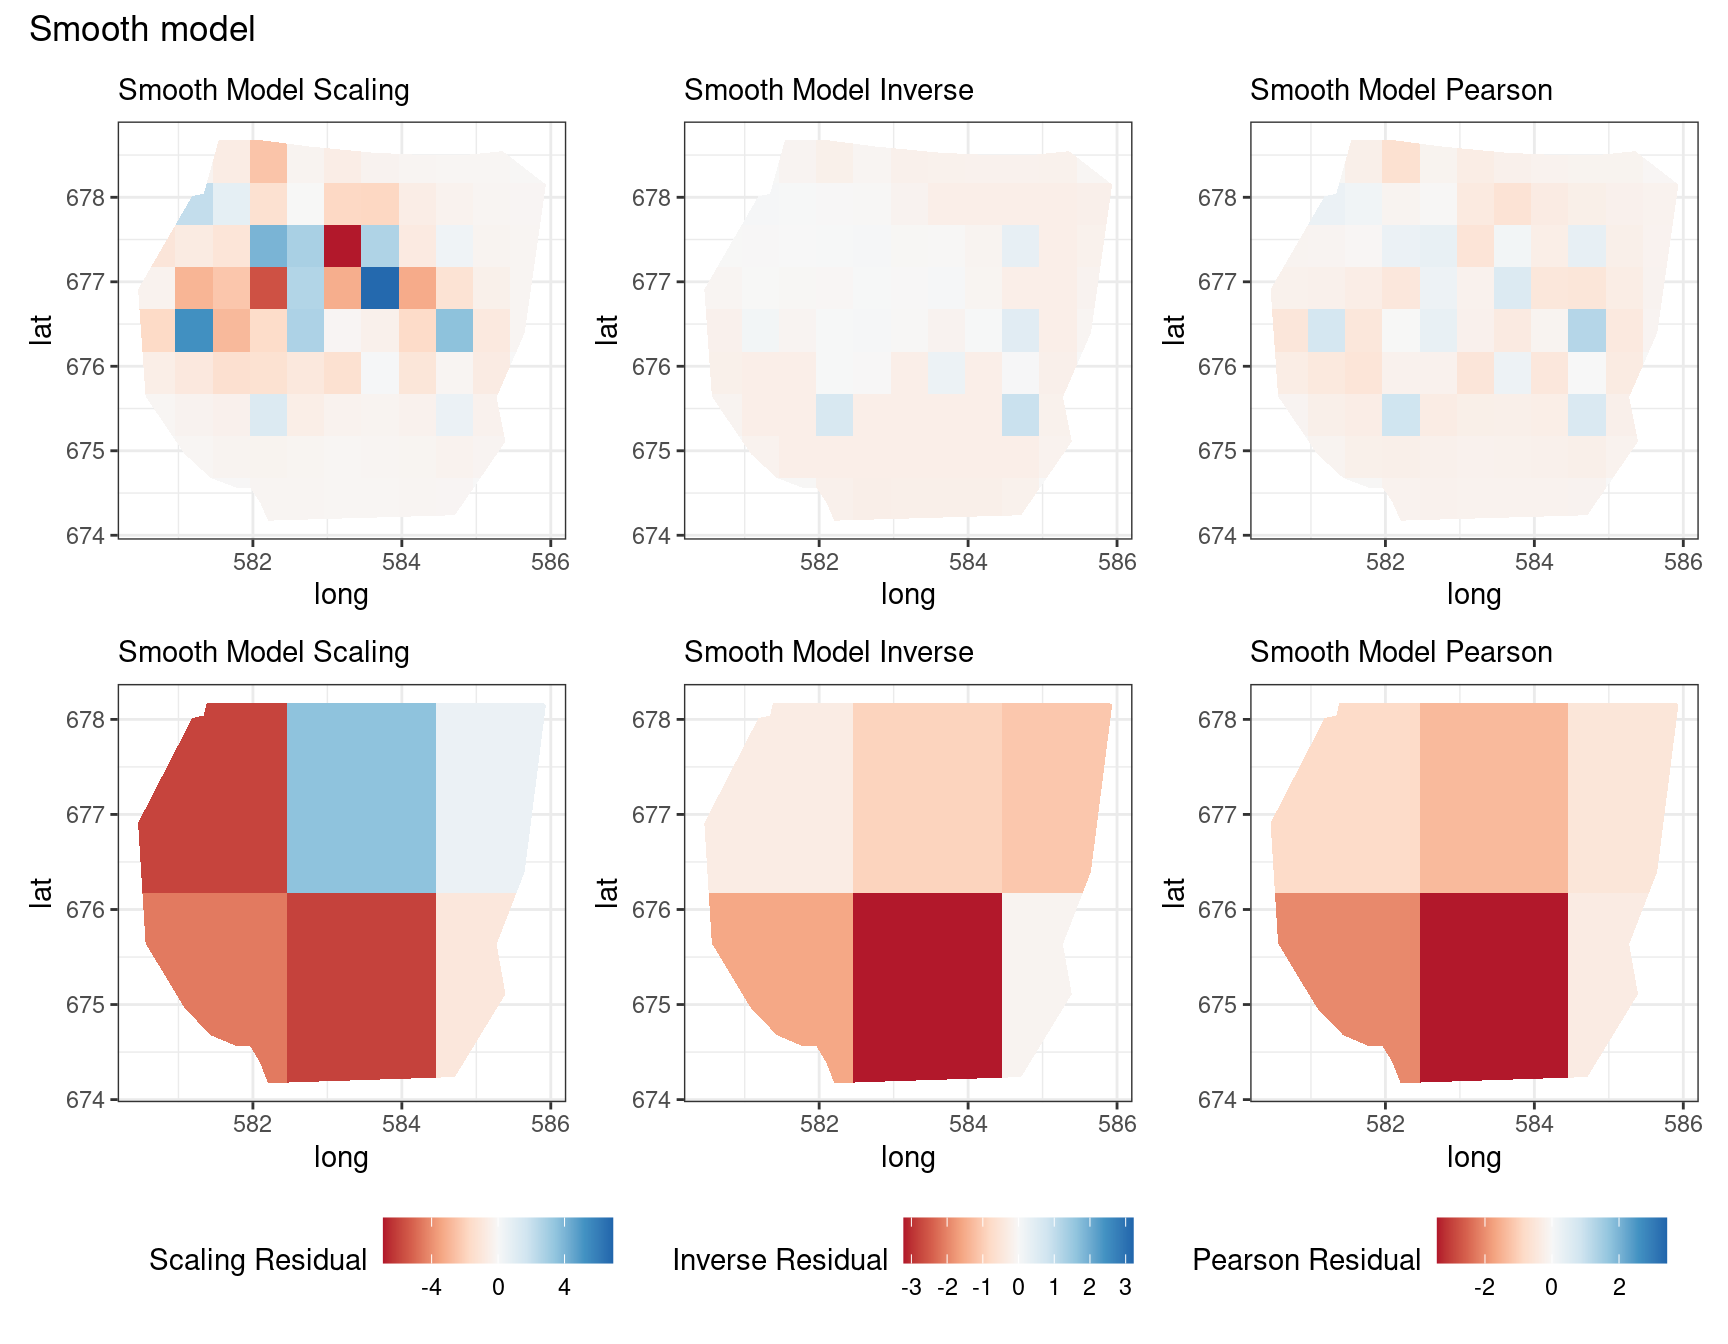 Smooth model
Smooth Model Scaling
Smooth Model Inverse
Smooth Model Pearson
678
677
676
675
674
lat
582
584
586
long
678
677
676
675
674
lat
582
584
586
long
678
677
676
675
674
lat
582
584
586
long
Smooth Model Scaling
Smooth Model Inverse
Smooth Model Pearson
678
677
676
675
674
lat
582
584
586
long
678
677
676
675
674
lat
582
584
586
long
678
677
676
675
674
lat
582
584
586
long
Scaling Residual
-4
0
4
Inverse Residual
-3
-2
-1
0
1
2
3
Pearson Residual
-2
0
2